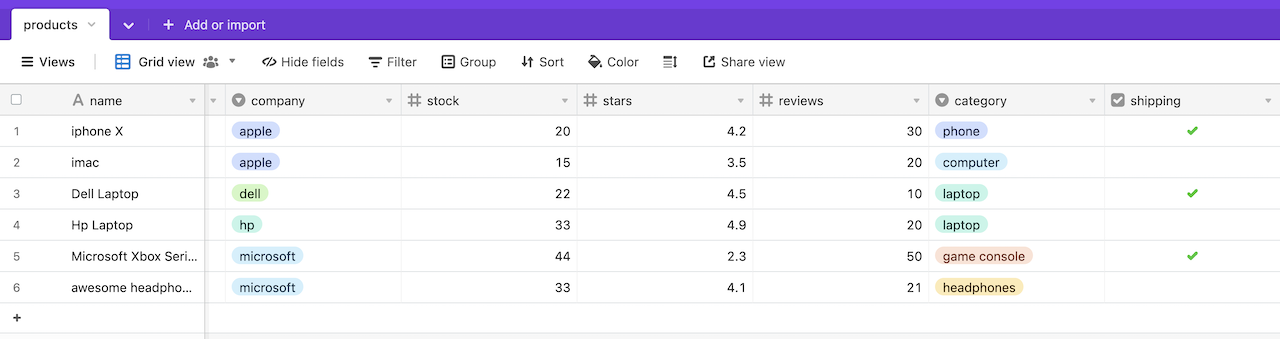 products
Add or import
Views Grid view Hide fields Filter Group Sort Color Share view
name company stock stars reviews category shipping
1 iphone X apple 20 4.2 30 phone
2 imac apple 15 3.5 20 computer
3 Dell Laptop dell 22 4.5 10 laptop
4 Hp Laptop hp 33 4.9 20 laptop
5 Microsoft Xbox Seri... microsoft 44 2.3 50 game console
6 awesome headpho... microsoft 33 4.1 21 headphones
+